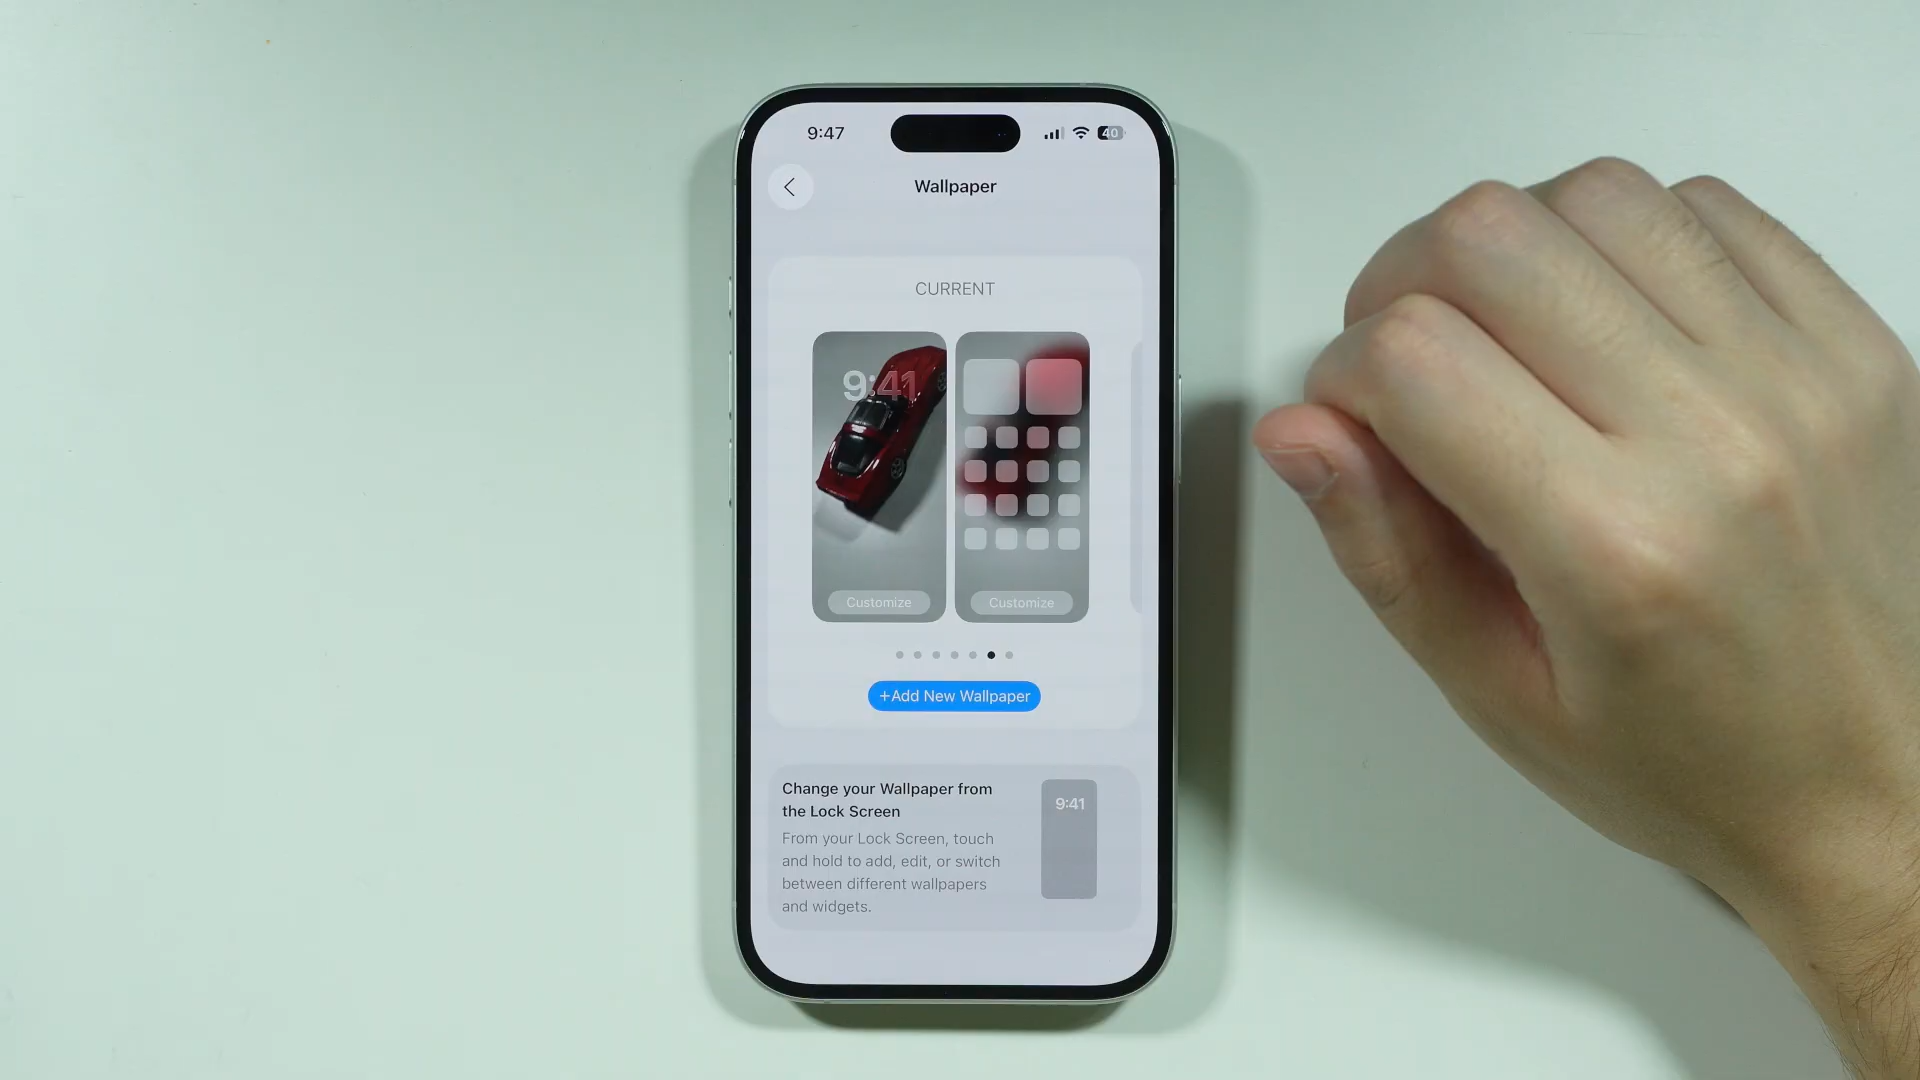 9:47
40
Wallpaper
CURRENT
9:41
Customize
Customize
+Add New Wallpaper
Change your Wallpaper from
the Lock Screen
9:41
From your Lock Screen, touch
and hold to add, edit, or switch
between different wallpapers
and widgets.